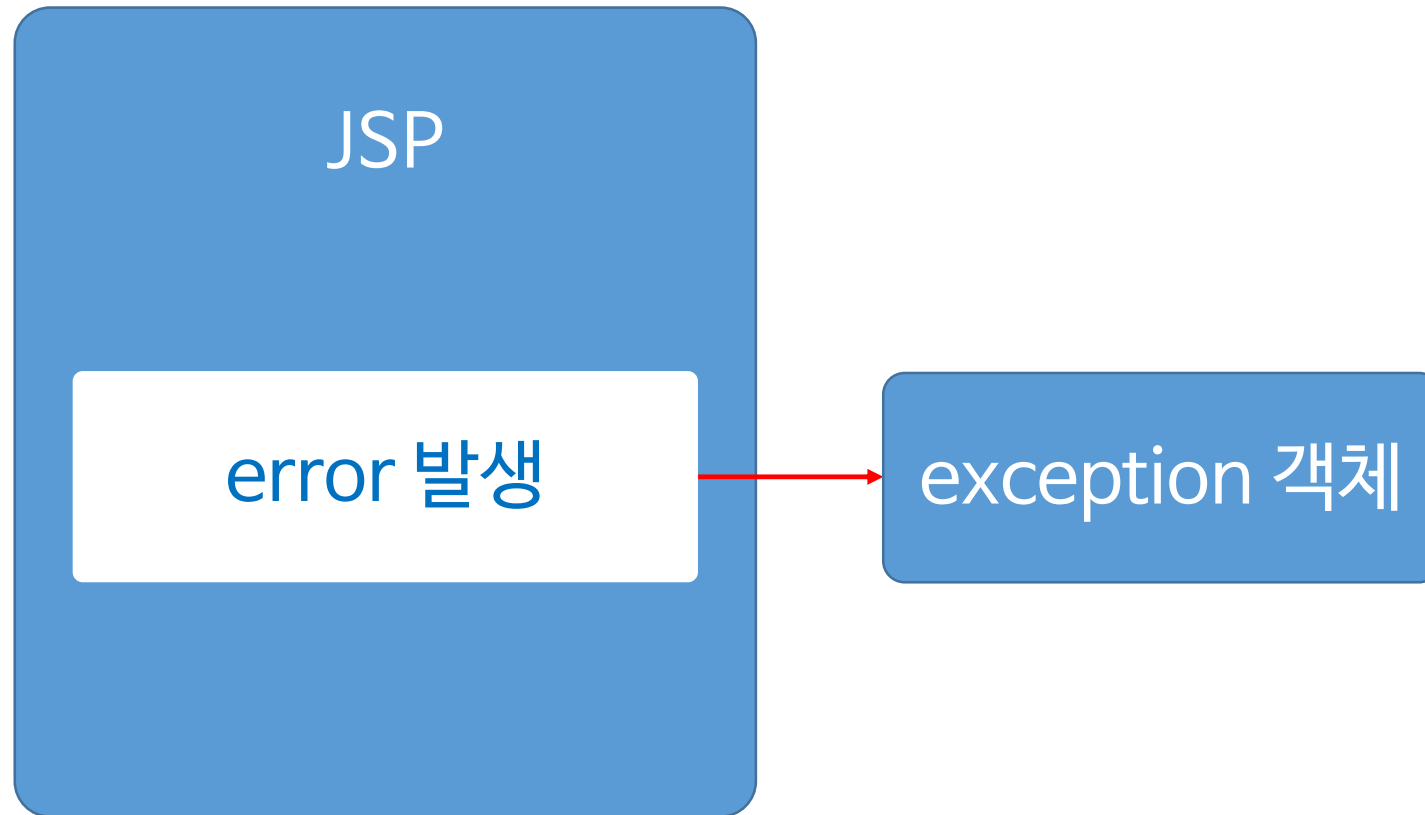 JSP
error 발생
exception 객체